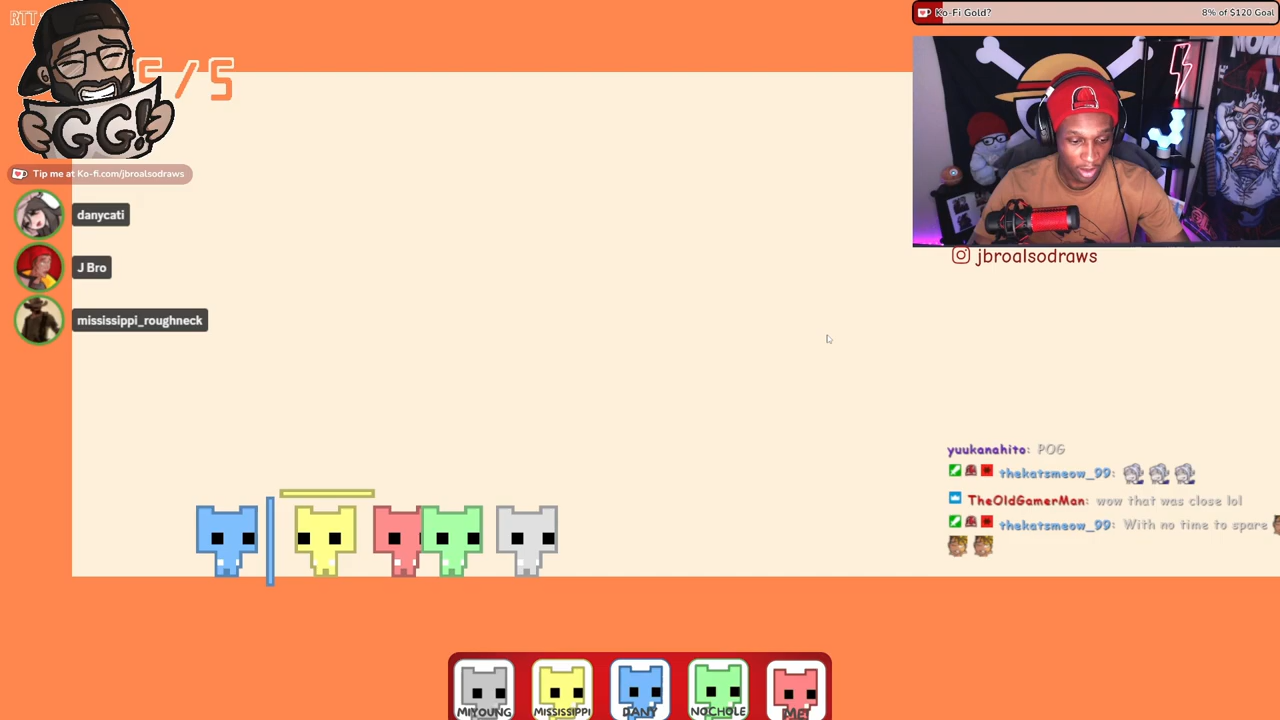 RTT
5/5
GG!
Tip me at Ko-fi.com/jbroalsodraws
danycati
J Bro
mississippi_roughneck
Ko-Fi Gold?
8% of $120 Goal
jbroalsodraws
yuukanahito: POG
thekatsmeow_99:
TheOldGamerMan: wow that was close lol
thekatsmeow_99: With no time to spare
MIYOUNG
MISSISSIPPI
DANY
NOCHOLE